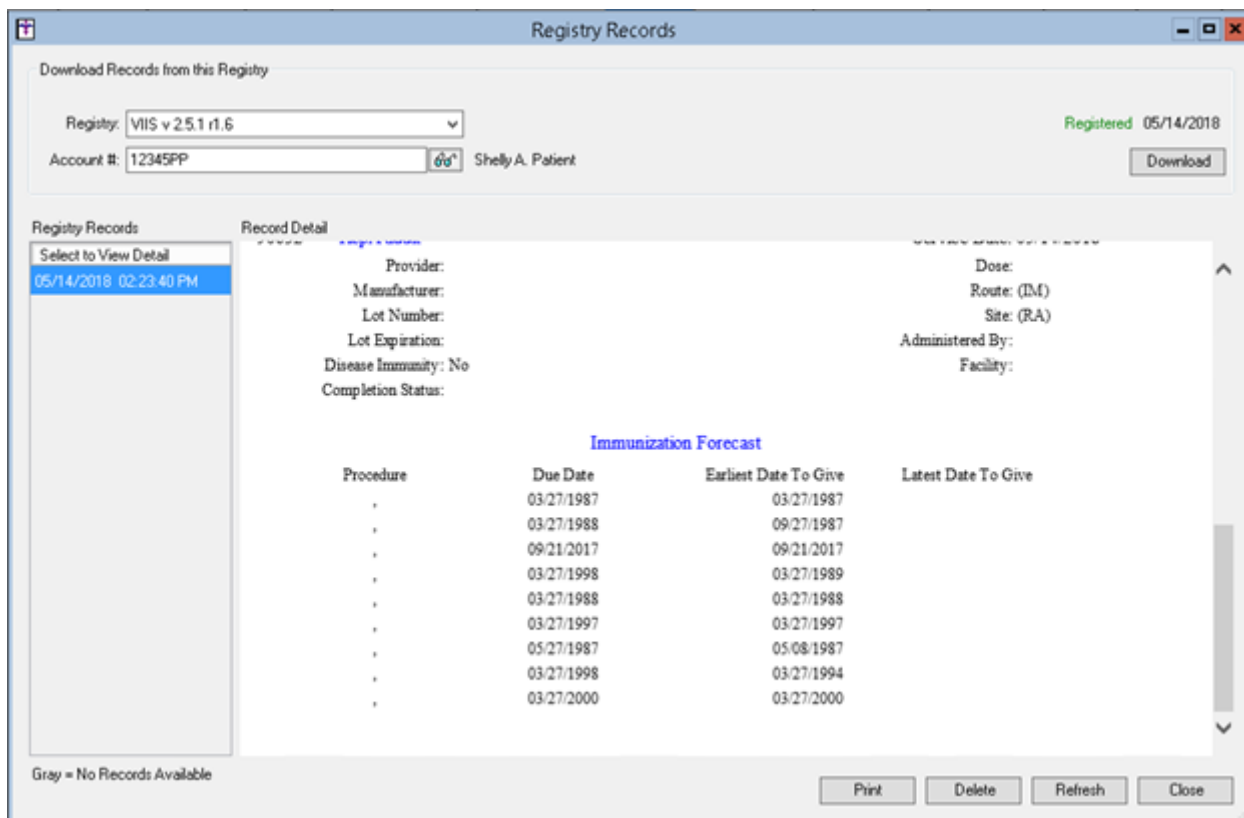 Registry Records
Download Records from this Registry
Registry: VIIS v 2.5.1 r1.6
Registered 05/14/2018
Account #: 12345PP Shelly A. Patient
Download
Registry Records Record Detail
Select to View Detail
05/14/2018 02:23:40 PM
Provider: Dose:
Manufacturer: Route: (IM)
Lot Number: Site: (RA)
Lot Expiration: Administered By:
Disease Immunity: No Facility:
Completion Status:
Immunization Forecast
Procedure Due Date Earliest Date To Give Latest Date To Give
, 03/27/1987 03/27/1987
, 03/27/1988 09/27/1987
, 09/21/2017 09/21/2017
, 03/27/1998 03/27/1989
, 03/27/1988 03/27/1988
, 03/27/1997 03/27/1997
, 05/27/1987 05/08/1987
, 03/27/1998 03/27/1994
, 03/27/2000 03/27/2000
Gray = No Records Available
Print Delete Refresh Close